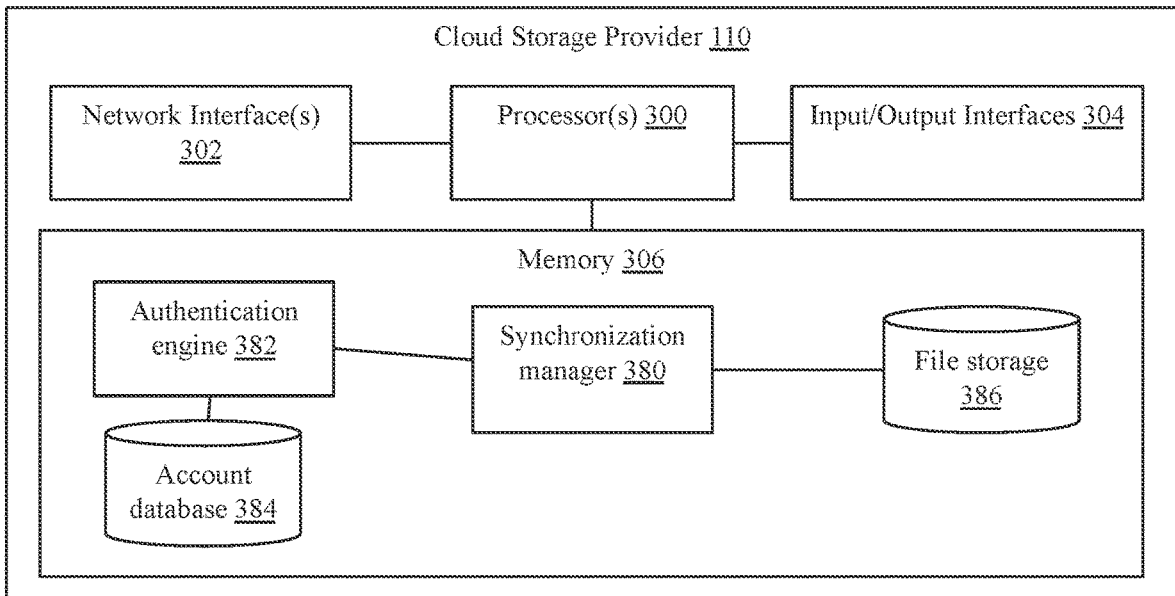 Cloud Storage Provider 110
Network Interface(s)
302
Processor(s) 300
Input/Output Interfaces 304
Memory 306
Authentication
engine 382
Synchronization
manager 380
File storage
386
Account
database 384